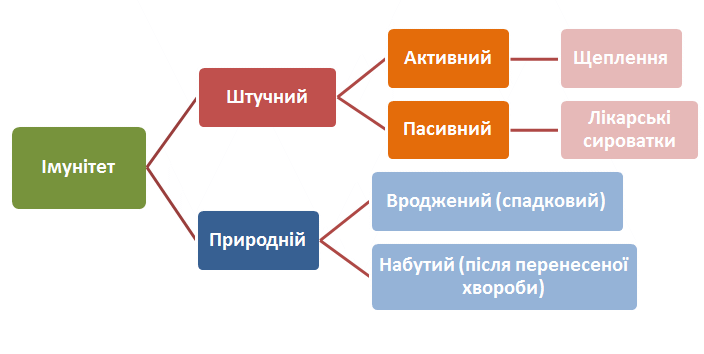 Імунітет
Штучний
Активний
Щеплення
Пасивний
Лікарські
сироватки
Природній
Вроджений (спадковий)
Набутий (після перенесеної
хвороби)